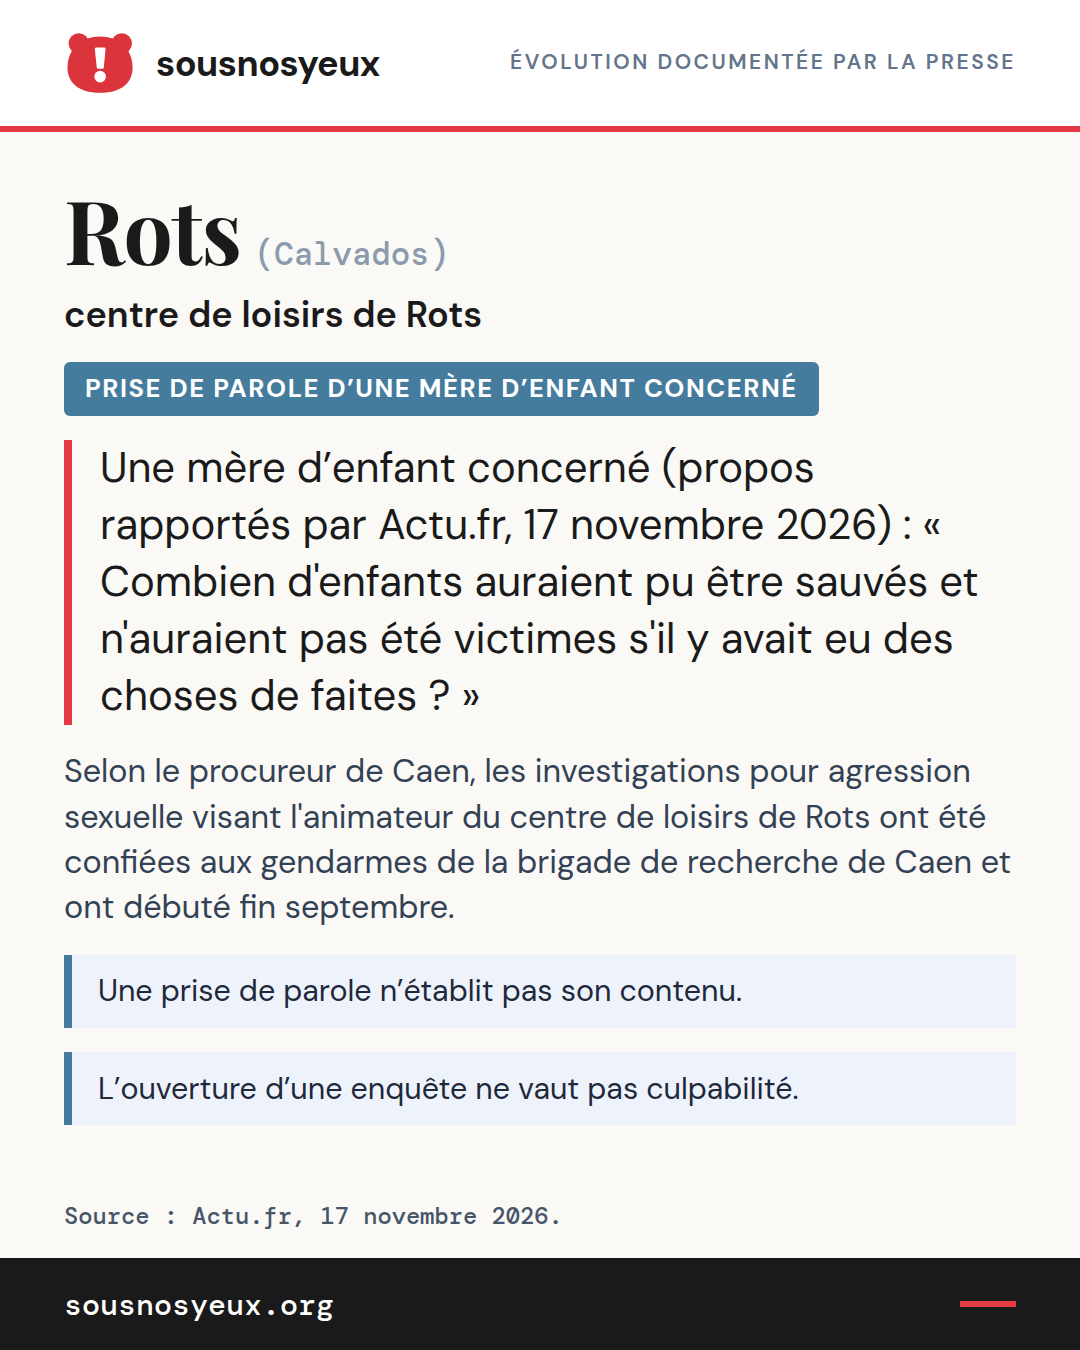 sousnosyeux
ÉVOLUTION DOCUMENTÉE PAR LA PRESSE
Rots (Calvados)
centre de loisirs de Rots
PRISE DE PAROLE D’UNE MÈRE D’ENFANT CONCERNÉ
Une mère d’enfant concerné (propos
rapportés par Actu.fr, 17 novembre 2026) : «
Combien d'enfants auraient pu être sauvés et
n'auraient pas été victimes s'il y avait eu des
choses de faites ? »
Selon le procureur de Caen, les investigations pour agression
sexuelle visant l'animateur du centre de loisirs de Rots ont été
confiées aux gendarmes de la brigade de recherche de Caen et
ont débuté fin septembre.
Une prise de parole n’établit pas son contenu.
L’ouverture d’une enquête ne vaut pas culpabilité.
Source : Actu.fr, 17 novembre 2026.
sousnosyeux.org